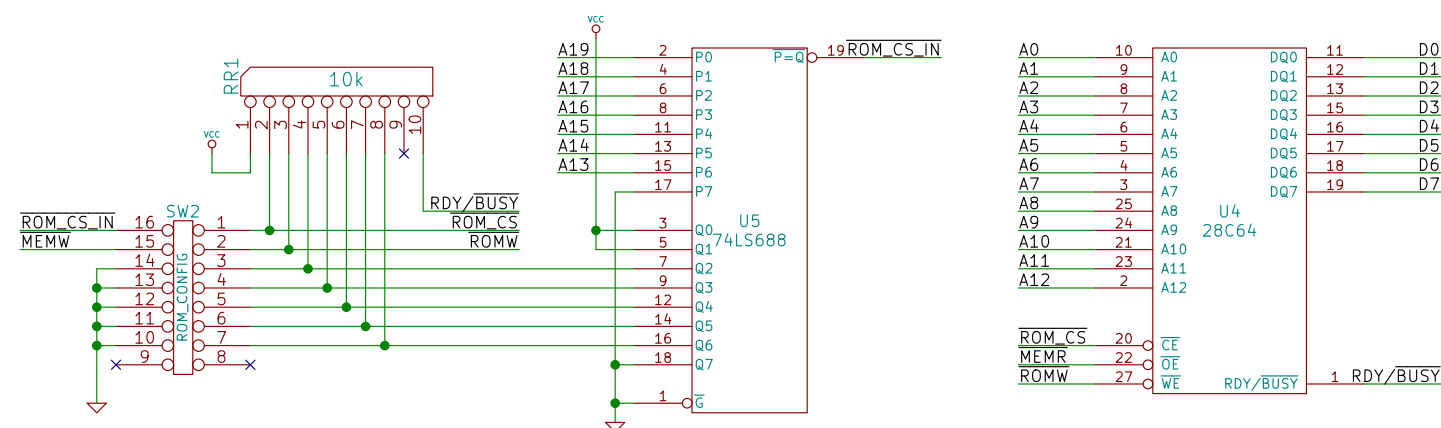 RR1
10k
1 2 3 4 5 6 7 8 9 10
vcc
RDY/BUSY
ROM_CS
ROMW
ROM_CS_IN
MEMW
SW2
ROM_CONFIG
16 1
15 2
14 3
13 4
12 5
11 6
10 7
9 8
vcc
A19 2 P0 P=Q 19 ROM_CS_IN
A18 4 P1
A17 6 P2
A16 8 P3
A15 11 P4
A14 13 P5
A13 15 P6
17 P7
U5
74LS688
3 Q0
5 Q1
7 Q2
9 Q3
12 Q4
14 Q5
16 Q6
18 Q7
1 G
A0 10 A0 DQ0 11 D0
A1 9 A1 DQ1 12 D1
A2 8 A2 DQ2 13 D2
A3 7 A3 DQ3 15 D3
A4 6 A4 DQ4 16 D4
A5 5 A5 DQ5 17 D5
A6 4 A6 DQ6 18 D6
A7 3 A7 DQ7 19 D7
A8 25 A8
A9 24 A9
A10 21 A10
A11 23 A11
A12 2 A12
U4
28C64
ROM_CS 20 CE
MEMR 22 OE
ROMW 27 WE RDY/BUSY 1 RDY/BUSY